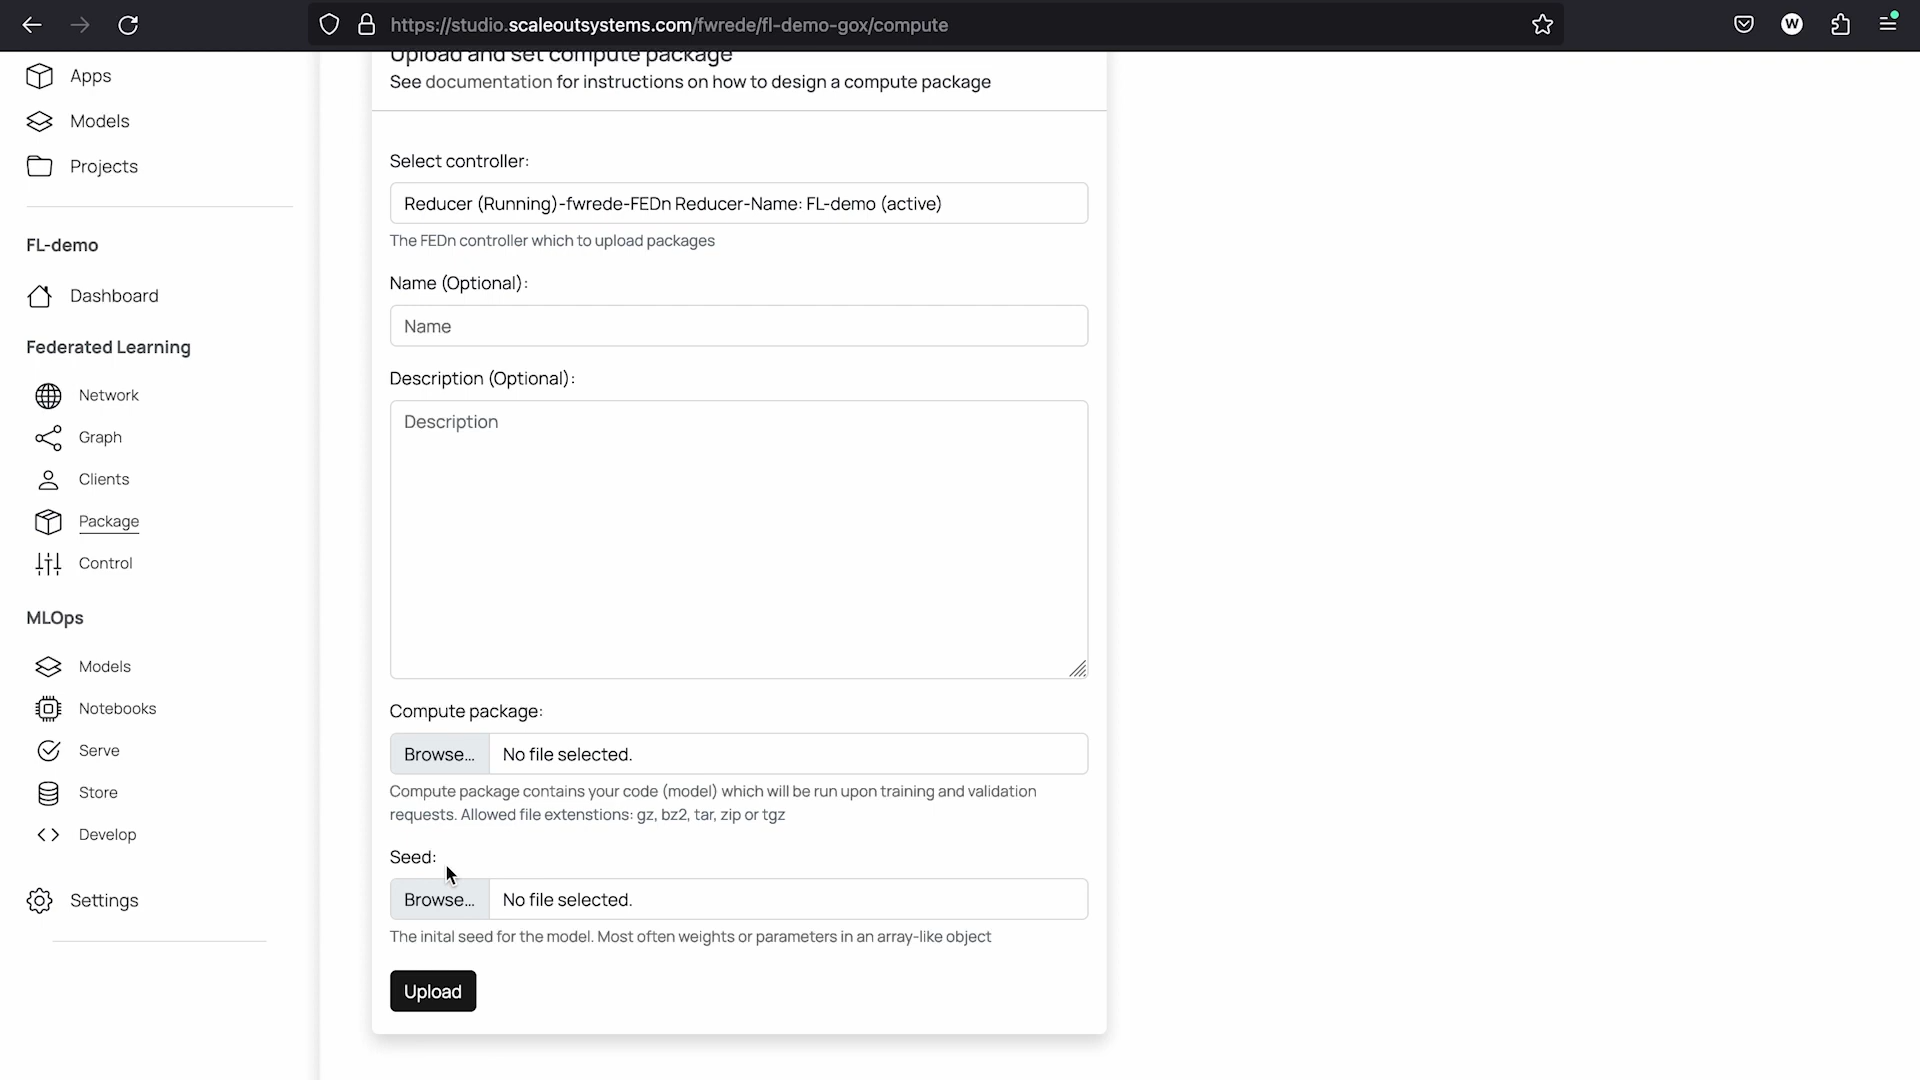 https://studio.scaleoutsystems.com/fwrede/fl-demo-gox/compute
W
Apps
Models
Projects
FL-demo
Dashboard
Federated Learning
Network
Graph
Clients
Package
Control
MLOps
Models
Notebooks
Serve
Store
Develop
Settings
Upload and set compute package
See documentation for instructions on how to design a compute package
Select controller:
Reducer (Running)-fwrede-FEDn Reducer-Name: FL-demo (active)
The FEDn controller which to upload packages
Name (Optional):
Name
Description (Optional):
Description
Compute package:
Browse... No file selected.
Compute package contains your code (model) which will be run upon training and validation
requests. Allowed file extenstions: gz, bz2, tar, zip or tgz
Seed:
Browse... No file selected.
The inital seed for the model. Most often weights or parameters in an array-like object
Upload